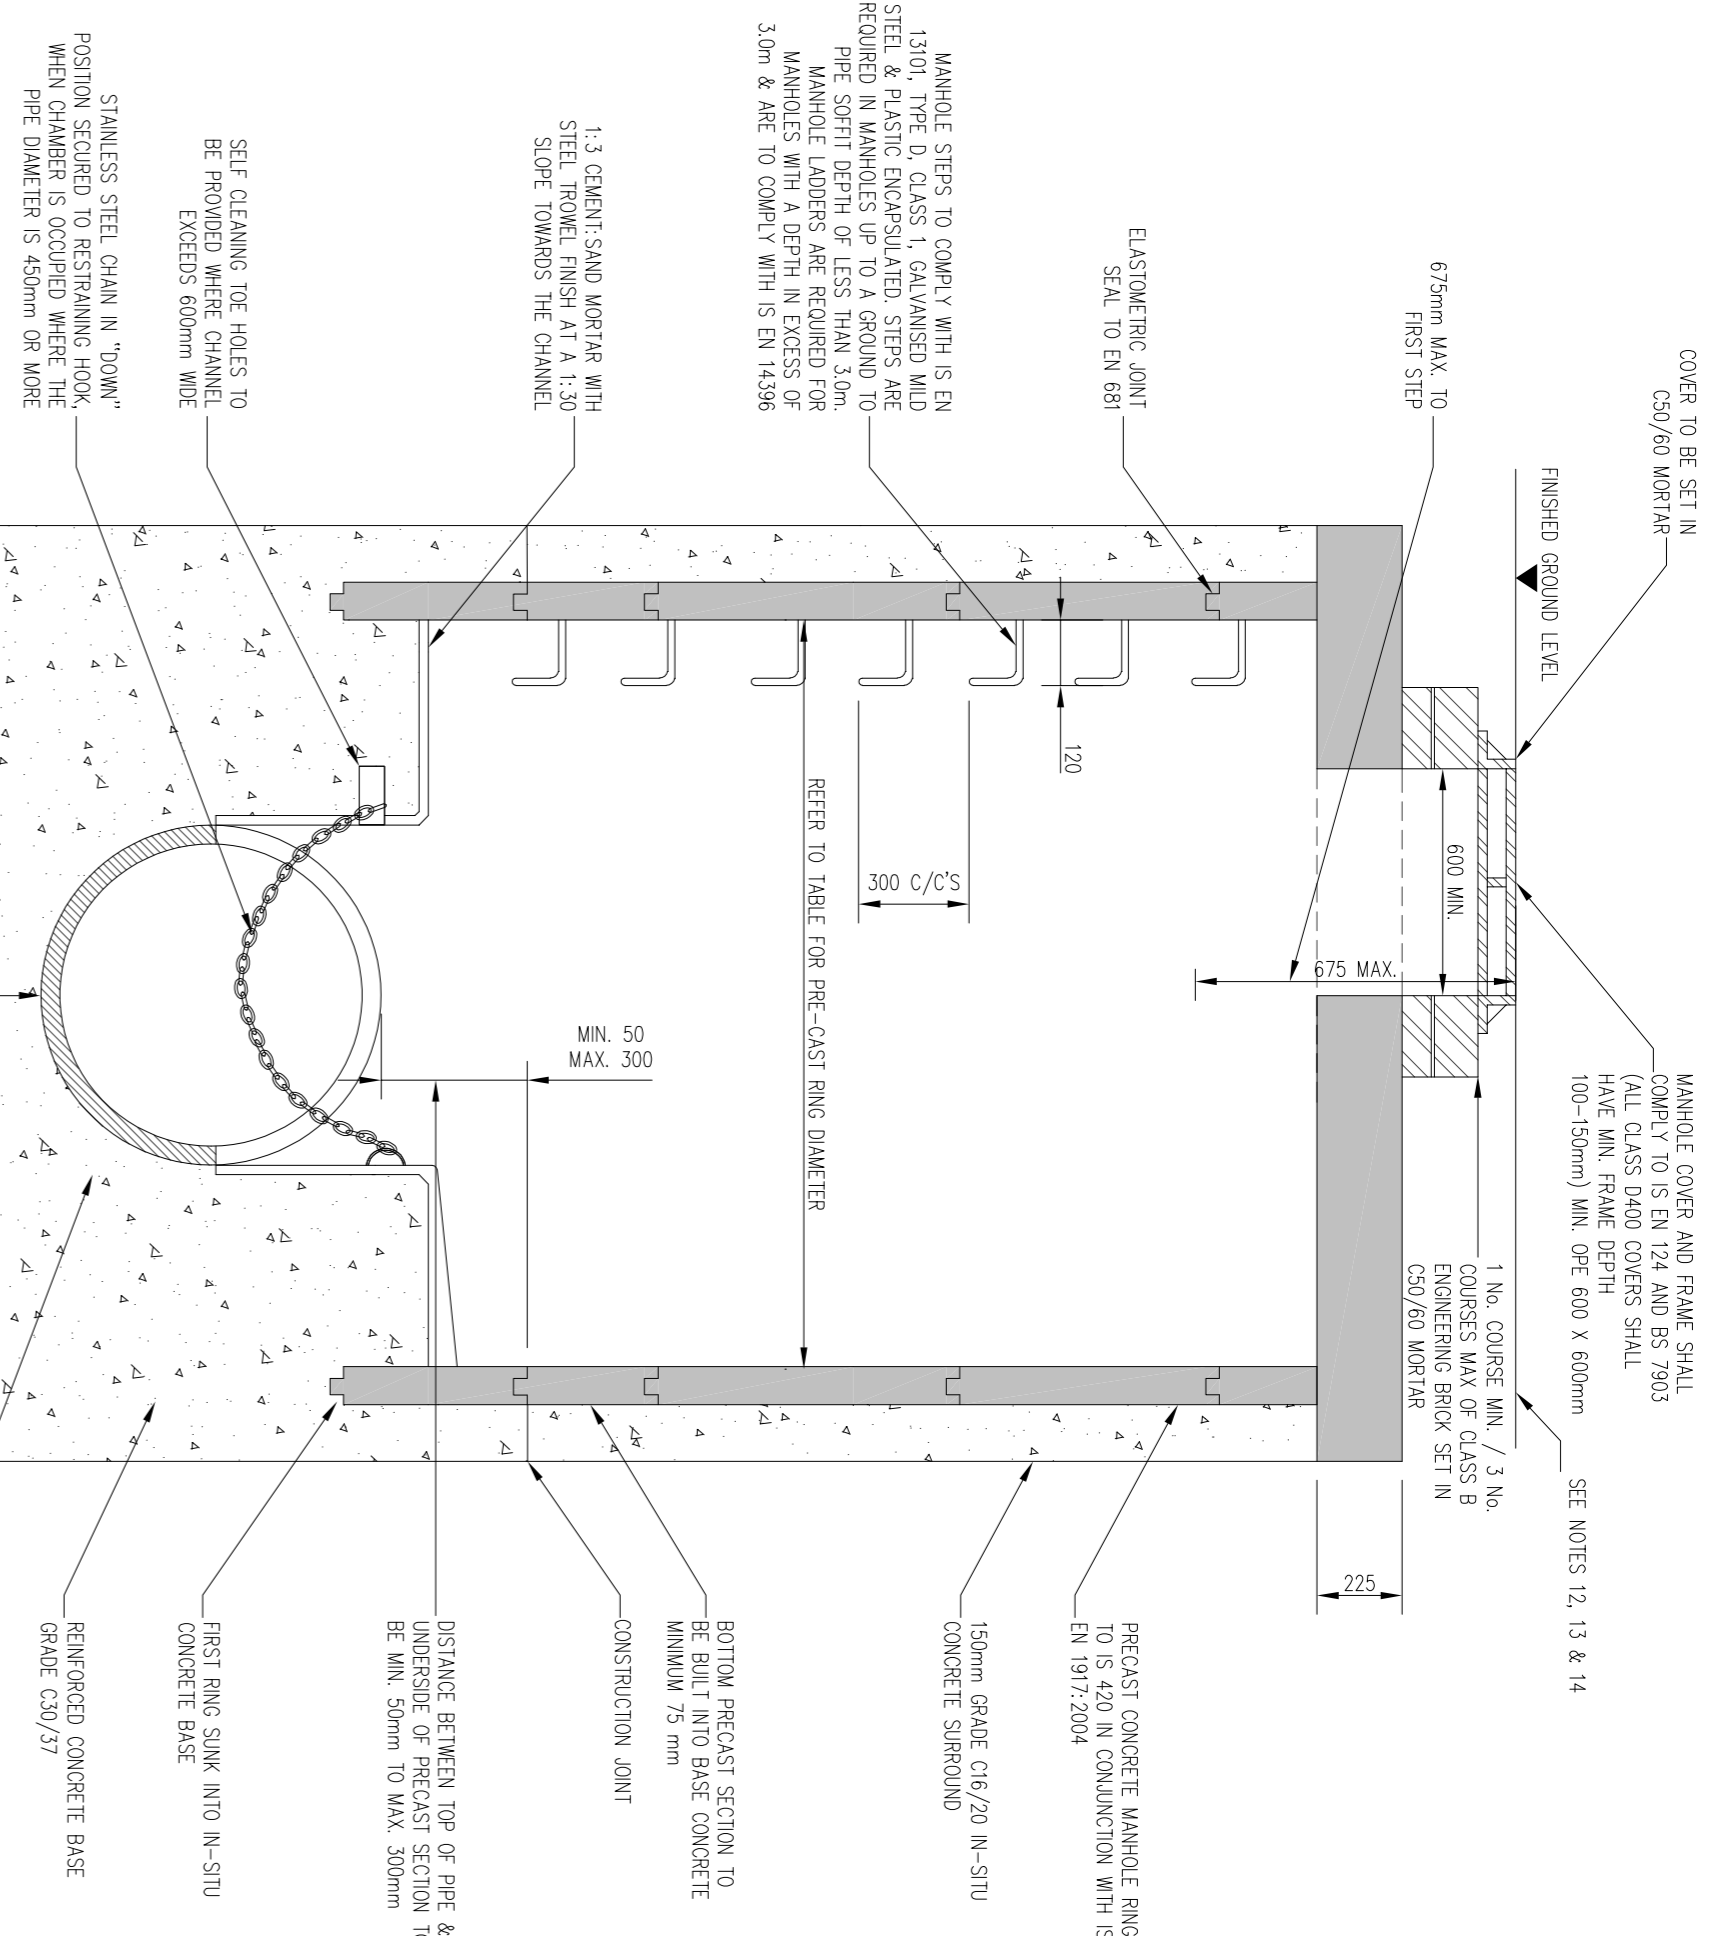 COVER TO BE SET IN
C50/60 MORTAR
FINISHED GROUND LEVEL
675mm MAX. TO
FIRST STEP
ELASTOMETRIC JOINT
SEAL TO EN 681
MANHOLE STEPS TO COMPLY WITH IS EN
13101, TYPE D, CLASS 1, GALVANISED MILD
STEEL & PLASTIC ENCAPSULATED. STEPS ARE
REQUIRED IN MANHOLES UP TO A GROUND TO
PIPE SOFFIT DEPTH OF LESS THAN 3.0m.
MANHOLE LADDERS ARE REQUIRED FOR
MANHOLES WITH A DEPTH IN EXCESS OF
3.0m & ARE TO COMPLY WITH IS EN 14396
1:3 CEMENT:SAND MORTAR WITH
STEEL TROWEL FINISH AT A 1:30
SLOPE TOWARDS THE CHANNEL
SELF CLEANING TOE HOLES TO
BE PROVIDED WHERE CHANNEL
EXCEEDS 600mm WIDE
STAINLESS STEEL CHAIN IN "DOWN"
POSITION SECURED TO RESTRAINING HOOK,
WHEN CHAMBER IS OCCUPIED WHERE THE
PIPE DIAMETER IS 450mm OR MORE
600 MIN.
675 MAX.
120
300 C/C'S
REFER TO TABLE FOR PRE-CAST RING DIAMETER
MIN. 50
MAX. 300
MANHOLE COVER AND FRAME SHALL
COMPLY TO IS EN 124 AND BS 7903
(ALL CLASS D400 COVERS SHALL
HAVE MIN. FRAME DEPTH
100-150mm) MIN. OPE 600 X 600mm
SEE NOTES 12, 13 & 14
1 No. COURSE MIN. / 3 No.
COURSES MAX OF CLASS B
ENGINEERING BRICK SET IN
C50/60 MORTAR
225
PRECAST CONCRETE MANHOLE RING
TO IS 420 IN CONJUNCTION WITH IS
EN 1917:2004
150mm GRADE C16/20 IN-SITU
CONCRETE SURROUND
BOTTOM PRECAST SECTION TO
BE BUILT INTO BASE CONCRETE
MINIMUM 75 mm
CONSTRUCTION JOINT
DISTANCE BETWEEN TOP OF PIPE &
UNDERSIDE OF PRECAST SECTION TO
BE MIN. 50mm TO MAX. 300mm
FIRST RING SUNK INTO IN-SITU
CONCRETE BASE
REINFORCED CONCRETE BASE
GRADE C30/37